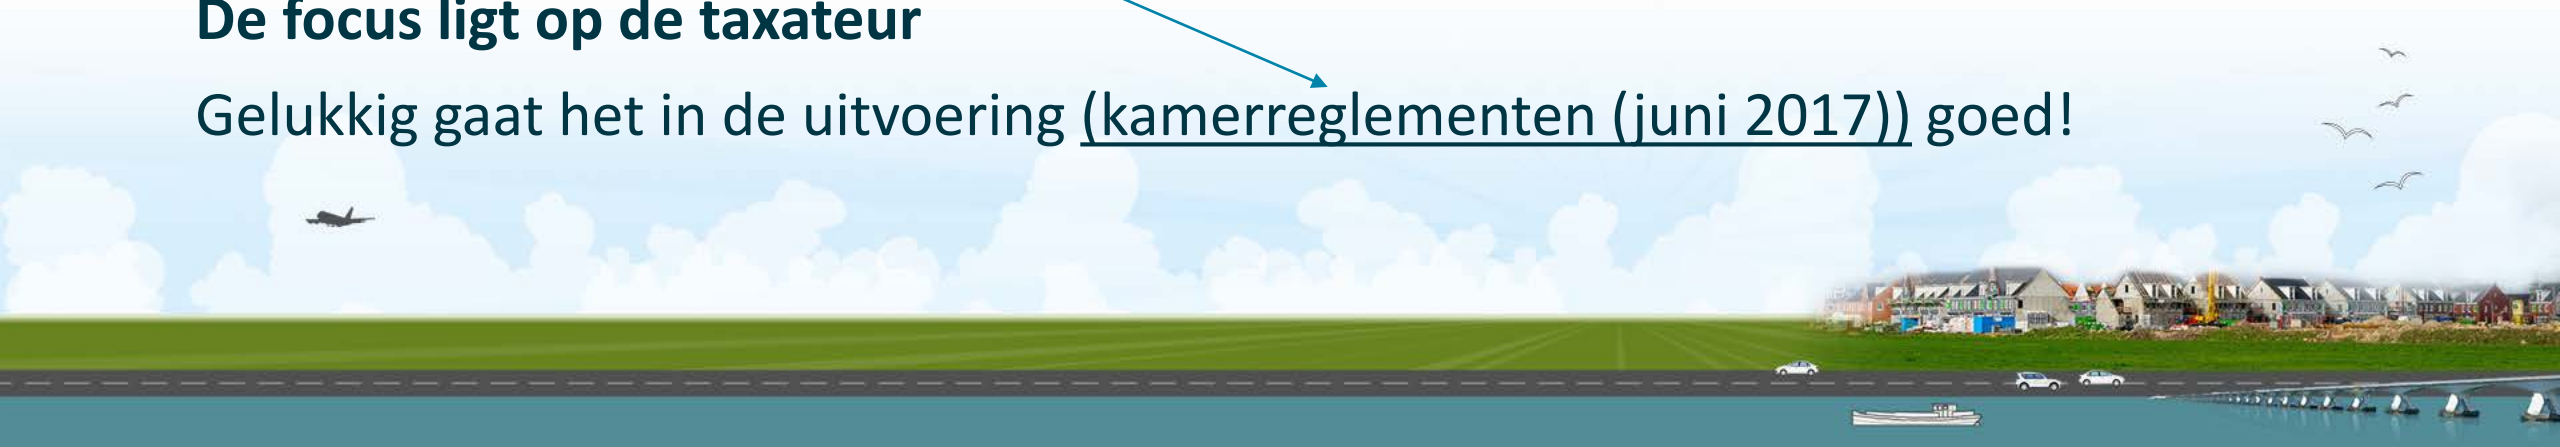 De focus ligt op de taxateur
Gelukkig gaat het in de uitvoering (kamerreglementen (juni 2017)) goed!